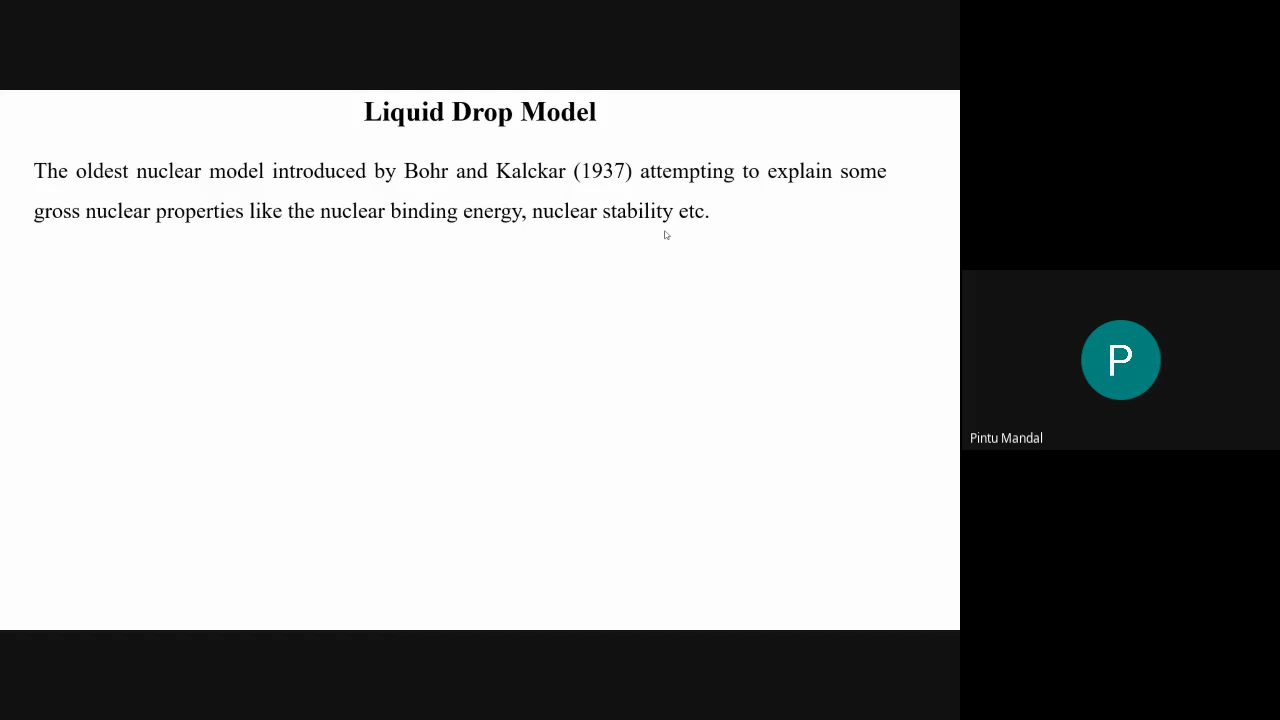 Liquid Drop Model
The oldest nuclear model introduced by Bohr and Kalckar (1937) attempting to explain some
gross nuclear properties like the nuclear binding energy, nuclear stability etc.
P
Pintu Mandal